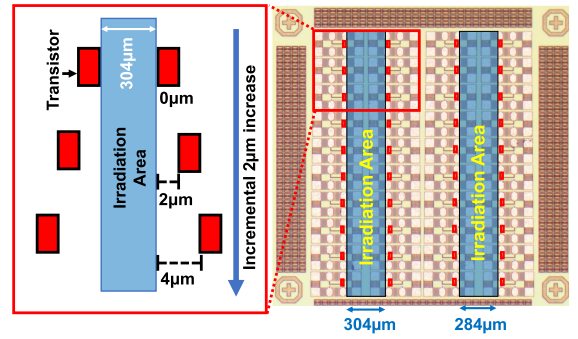 Transistor
304µm
0µm
Irradiation
Area
2µm
4µm
Incremental 2µm increase
Irradiation Area
Irradiation Area
304µm
284µm